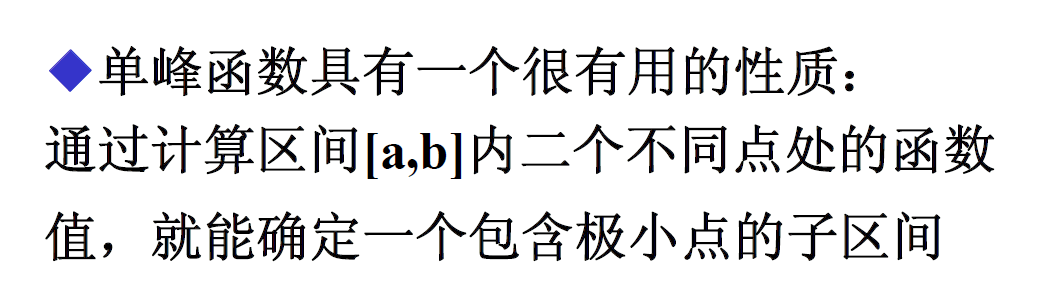 ◆单峰函数具有一个很有用的性质：
通过计算区间[a,b]内二个不同点处的函数
值，就能确定一个包含极小点的子区间